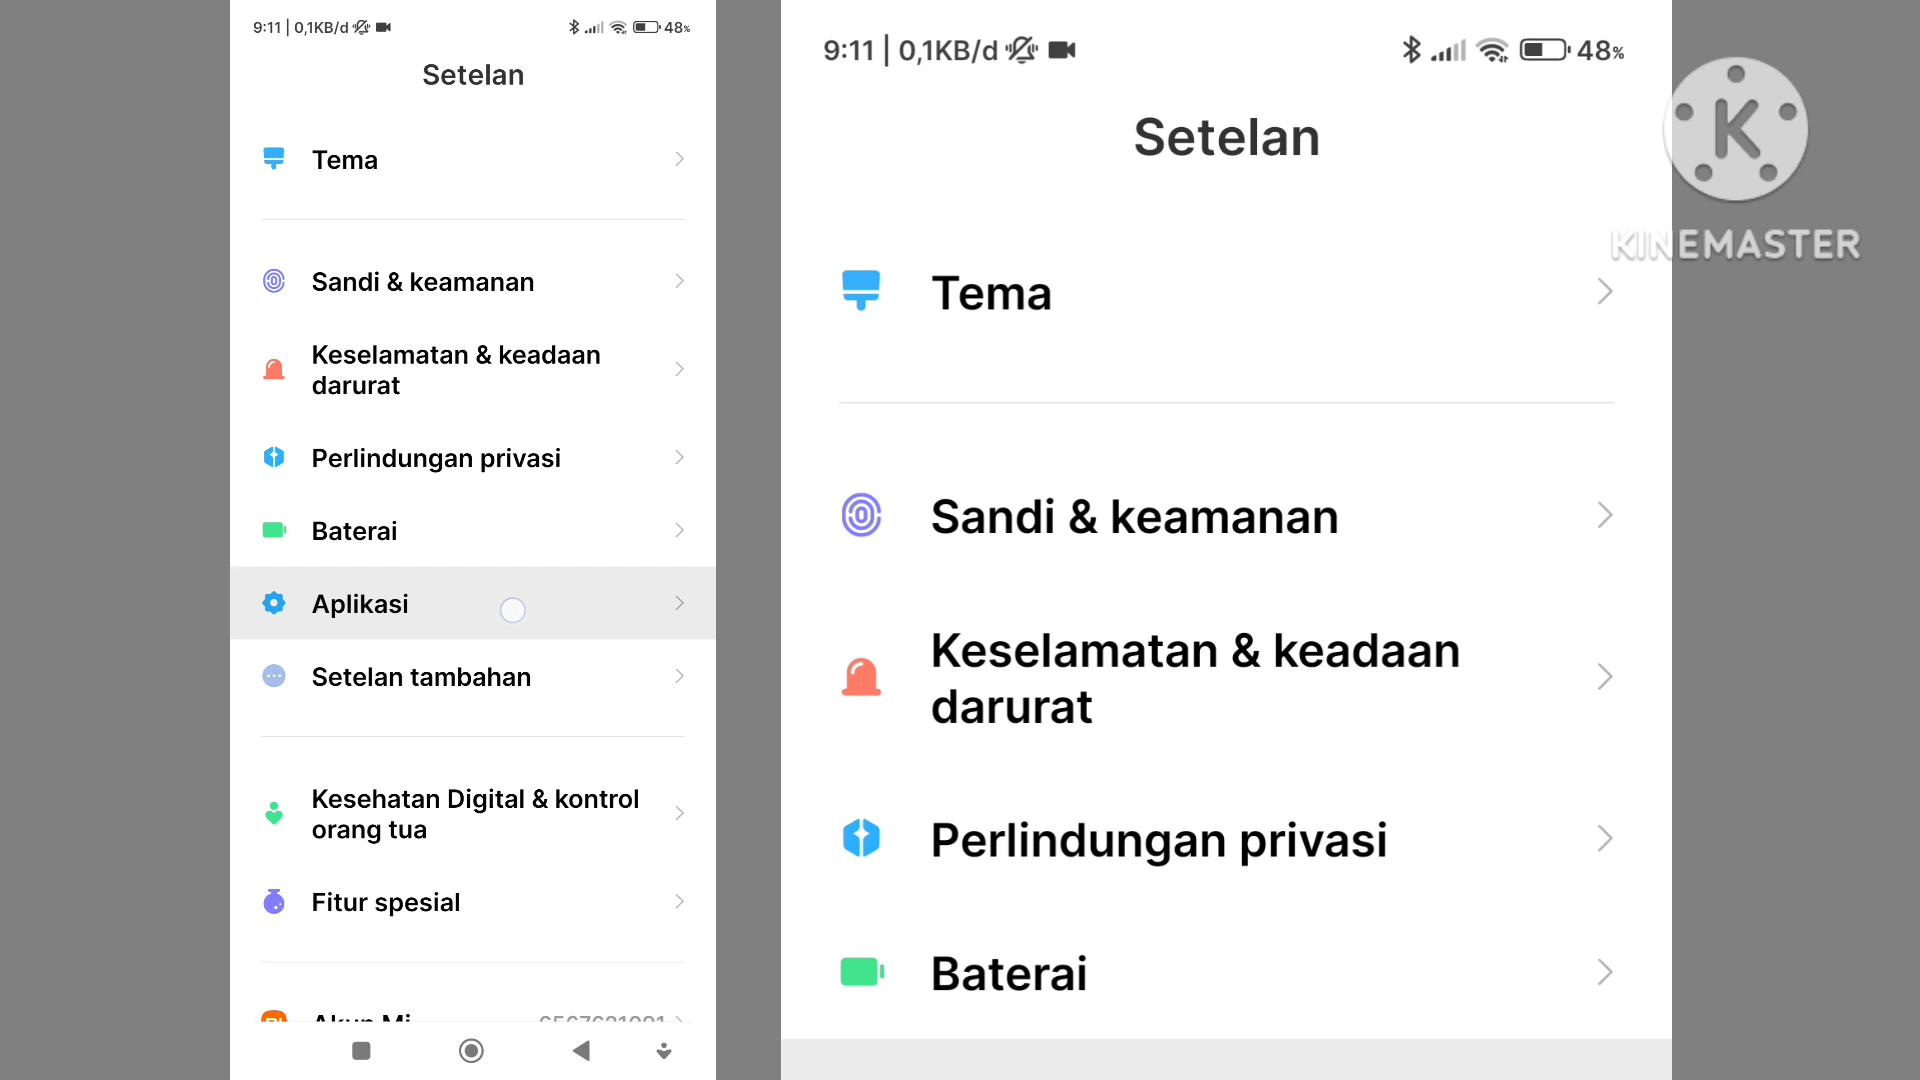 9:11 | 0,1KB/d
48%
Setelan
Tema
Sandi & keamanan
Keselamatan & keadaan
darurat
Perlindungan privasi
Baterai
Aplikasi
Setelan tambahan
Kesehatan Digital & kontrol
orang tua
Fitur spesial
Akun Mi
9:11 | 0,1KB/d
48%
Setelan
Tema
Sandi & keamanan
Keselamatan & keadaan
darurat
Perlindungan privasi
Baterai
K
KINEMASTER